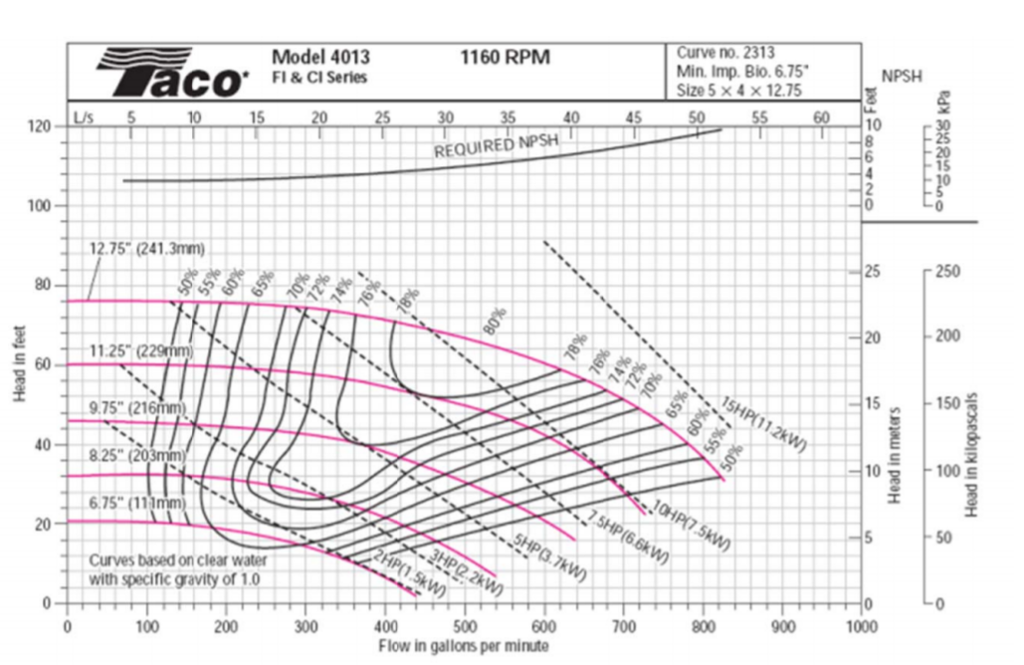 Taco
Model 4013
FI & CI Series
1160 RPM
Curve no. 2313
Min. Imp. Bio. 6.75"
Size 5 × 4 × 12.75
NPSH
Feet
kPa
L/s 5 10 15 20 25 30 35 40 45 50 55 60
10
8
6
4
2
0
30
25
20
15
10
5
0
REQUIRED NPSH
120
100
80
60
40
20
0
Head in feet
12.75" (241.3mm)
11.25" (229mm)
9.75" (216mm)
8.25" (203mm)
6.75" (111mm)
50% 55% 60% 65% 70% 72% 74% 76% 78% 80% 78% 76% 74% 72% 70% 65% 60% 55% 50%
15HP(11.2kW)
10HP(7.5kW)
7.5HP(6.6kW)
5HP(3.7kW)
3HP(2.2kW)
2HP(1.5kW)
Curves based on clear water
with specific gravity of 1.0
25
20
15
10
5
0
Head in meters
250
200
150
100
50
0
Head in kilopascals
0 100 200 300 400 500 600 700 800 900 1000
Flow in gallons per minute